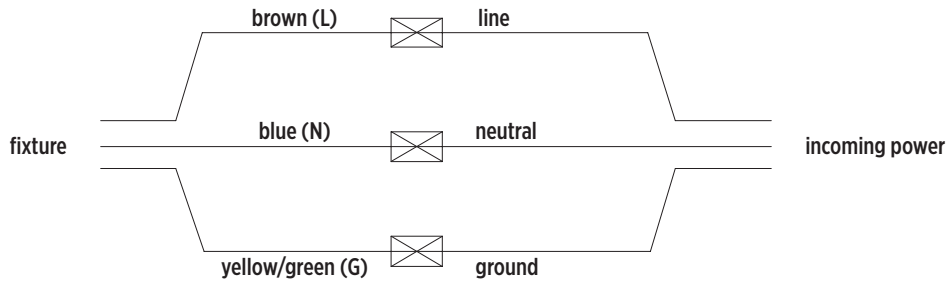 brown (L) line
fixture blue (N) neutral incoming power
yellow/green (G) ground